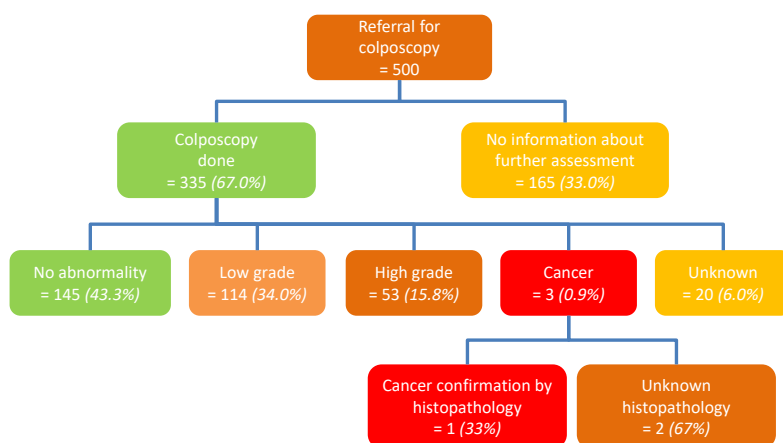 Referral for
colposcopy
= 500
Colposcopy
done
= 335 (67.0%)
No information about
further assessment
= 165 (33.0%)
No abnormality
= 145 (43.3%)
Low grade
= 114 (34.0%)
High grade
= 53 (15.8%)
Cancer
= 3 (0.9%)
Unknown
= 20 (6.0%)
Cancer confirmation by
histopathology
= 1 (33%)
Unknown
histopathology
= 2 (67%)